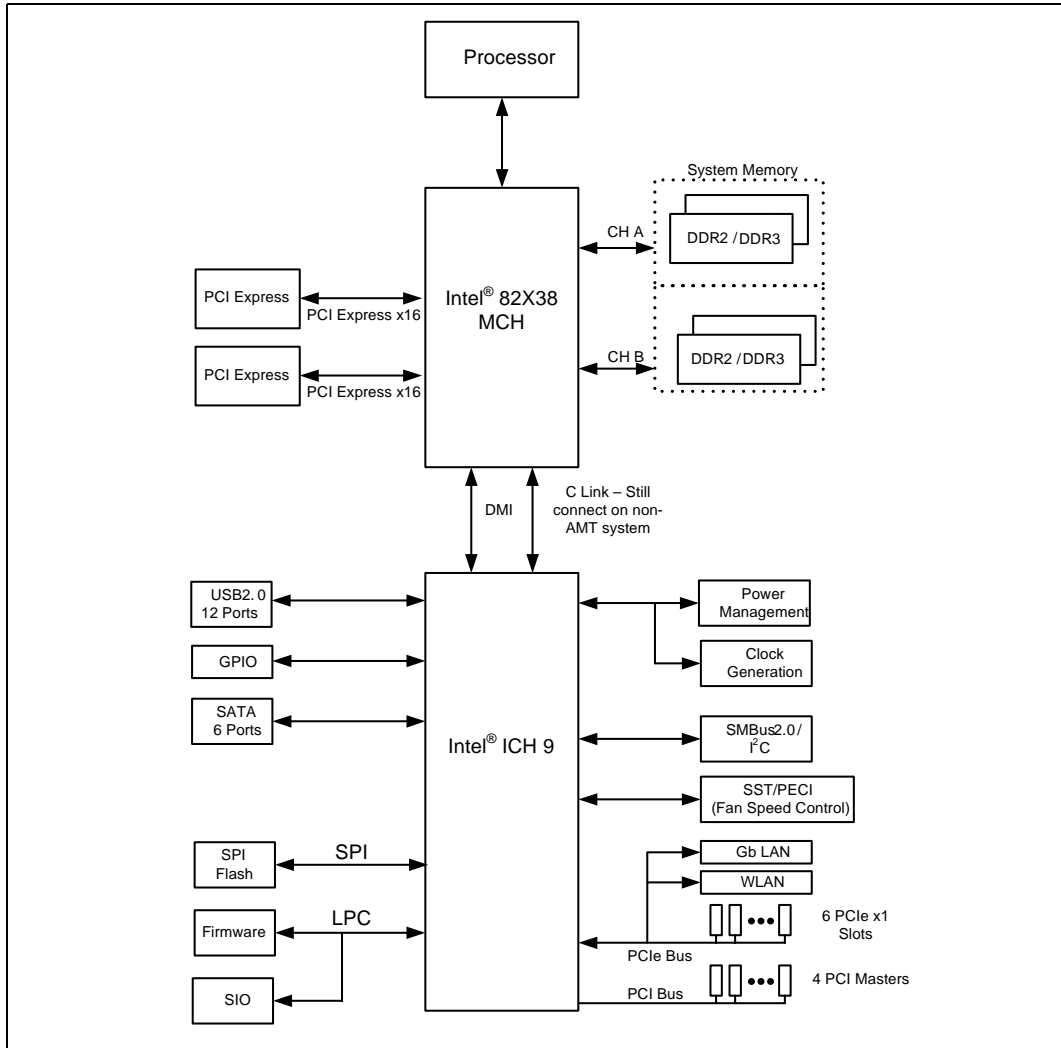 Processor
System Memory
CH A
DDR2 / DDR3
PCI Express
PCI Express x16
Intel® 82X38
MCH
CH B
DDR2 / DDR3
PCI Express
PCI Express x16
DMI
C Link – Still
connect on non-
AMT system
USB2.0
12 Ports
Power
Management
GPIO
Clock
Generation
SATA
6 Ports
Intel® ICH 9
SMBus2.0/
I²C
SST/PECI
(Fan Speed Control)
SPI
Flash
SPI
Gb LAN
WLAN
Firmware
LPC
6 PCIe x1
Slots
PCIe Bus
SIO
PCI Bus
4 PCI Masters